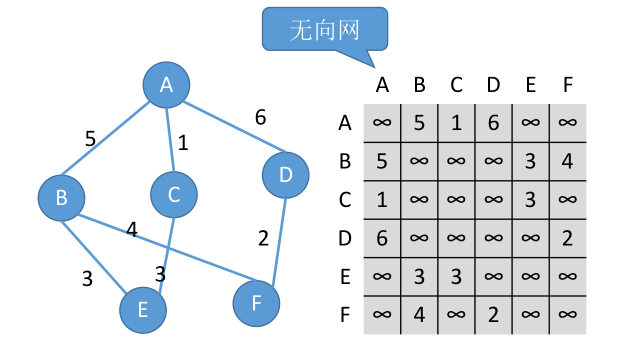 无向网
A B C D E F
A ∞ 5 1 6 ∞ ∞
B 5 ∞ ∞ ∞ 3 4
C 1 ∞ ∞ ∞ 3 ∞
D 6 ∞ ∞ ∞ ∞ 2
E ∞ 3 3 ∞ ∞ ∞
F ∞ 4 ∞ 2 ∞ ∞
A
5
1
6
B
C
D
4
2
3
3
E
F